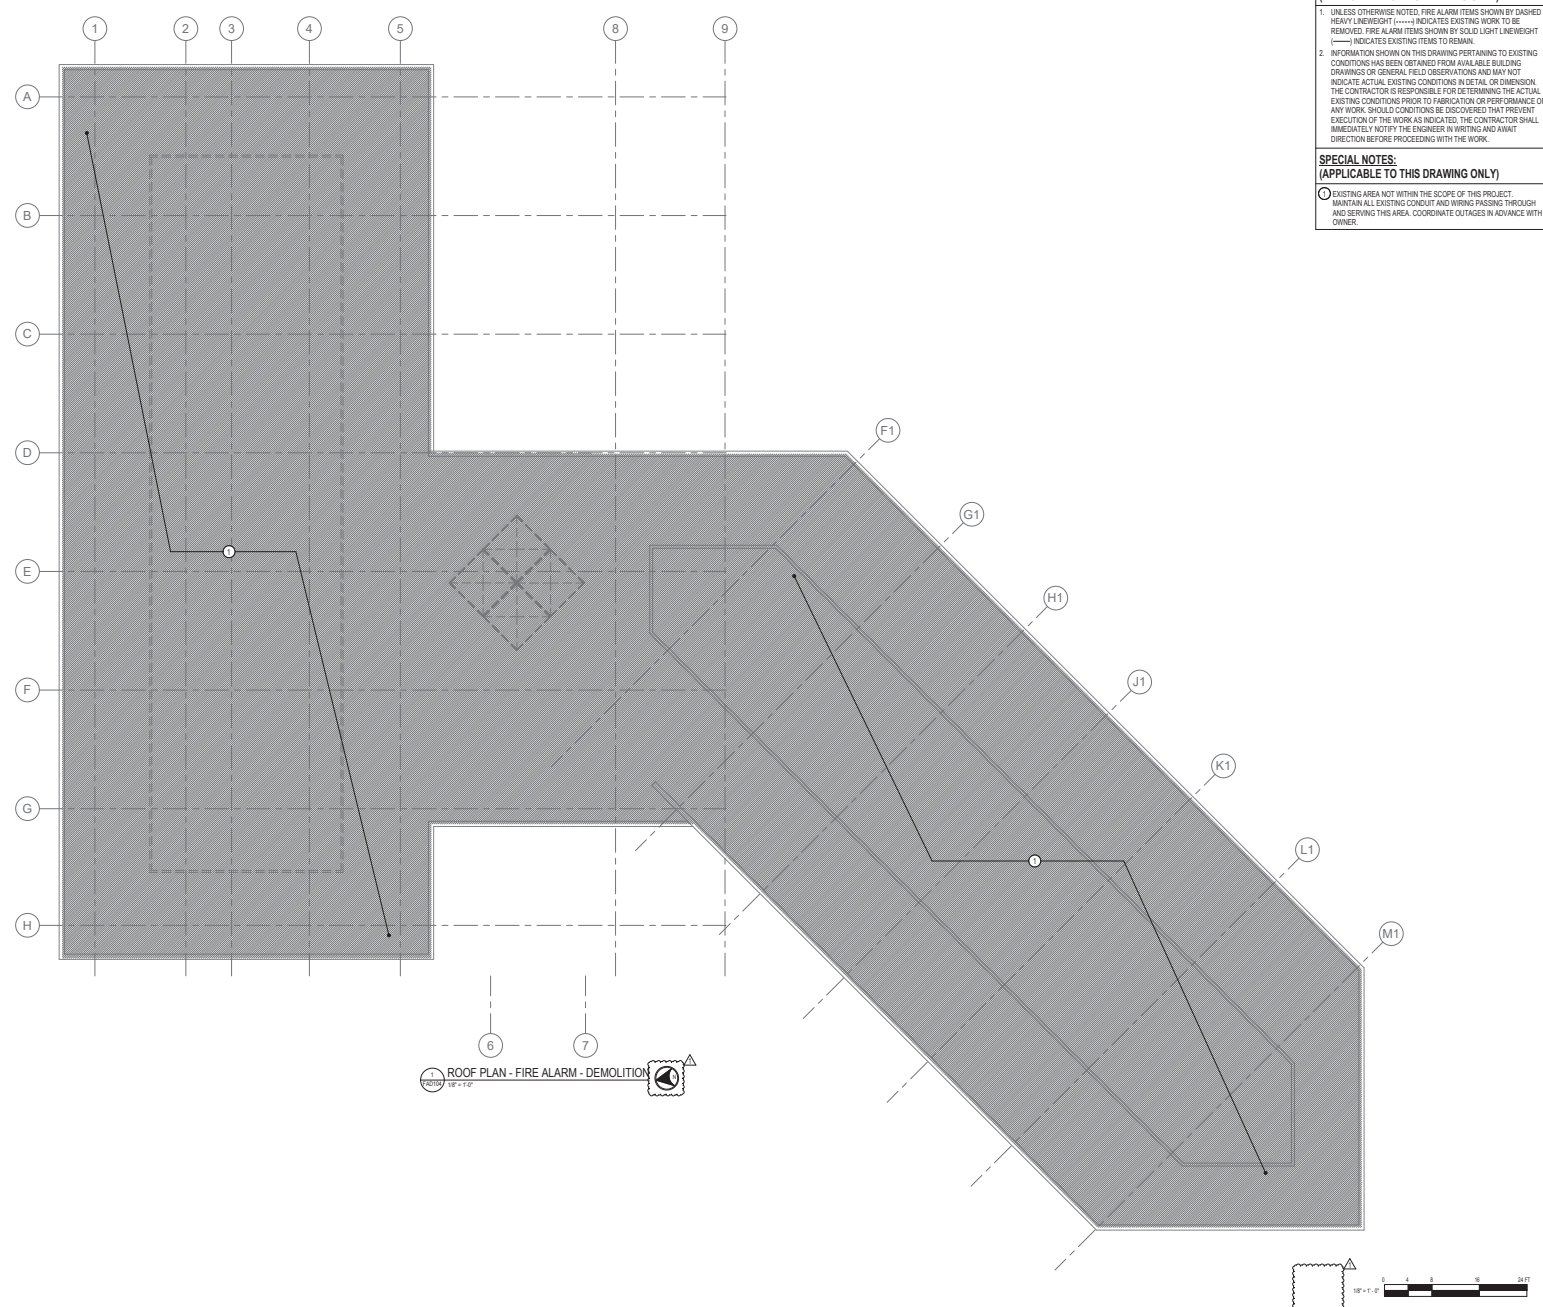 1 2 3 4 5 8 9
1. UNLESS OTHERWISE NOTED, FIRE ALARM ITEMS SHOWN BY DASHED
HEAVY LINEWEIGHT (------) INDICATES EXISTING WORK TO BE
REMOVED. FIRE ALARM ITEMS SHOWN BY SOLID LIGHT LINEWEIGHT
(——) INDICATES EXISTING ITEMS TO REMAIN.
2. INFORMATION SHOWN ON THIS DRAWING PERTAINING TO EXISTING
CONDITIONS HAS BEEN OBTAINED FROM AVAILABLE BUILDING
DRAWINGS OR GENERAL FIELD OBSERVATIONS AND MAY NOT
INDICATE ACTUAL EXISTING CONDITIONS IN DETAIL OR DIMENSION.
THE CONTRACTOR IS RESPONSIBLE FOR DETERMINING THE ACTUAL
EXISTING CONDITIONS PRIOR TO FABRICATION OR PERFORMANCE OF
ANY WORK. SHOULD CONDITIONS BE DISCOVERED THAT PREVENT
EXECUTION OF THE WORK AS INDICATED, THE CONTRACTOR SHALL
IMMEDIATELY NOTIFY THE ENGINEER IN WRITING AND AWAIT
DIRECTION BEFORE PROCEEDING WITH THE WORK.
SPECIAL NOTES:
(APPLICABLE TO THIS DRAWING ONLY)
1 EXISTING AREA NOT WITHIN THE SCOPE OF THIS PROJECT.
MAINTAIN ALL EXISTING CONDUIT AND WIRING PASSING THROUGH
AND SERVING THIS AREA. COORDINATE OUTAGES IN ADVANCE WITH
OWNER.
A
B
C
D
E
F
G
H
F1
G1
H1
J1
K1
L1
M1
1
1
6 7
1
FAD104
ROOF PLAN - FIRE ALARM - DEMOLITION
1/8" = 1'-0"
N
1
1
1/8" = 1'-0"
0 4 8 16 24 FT